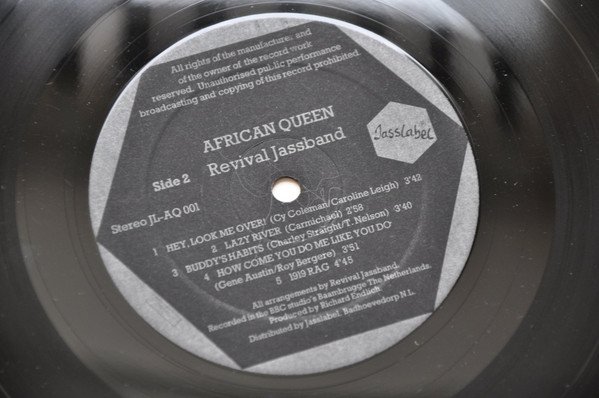 All rights of the manufacturer, and
of the owner of the record work
reserved. Unauthorised public performance
broadcasting and copying of this record prohibited
AFRICAN QUEEN
Revival Jassband
Jasslabel®
Side 2
Stereo JL-AQ 001
1 HEY, LOOK ME OVER! (Cy Coleman/Caroline Leigh) 3'42
2 LAZY RIVER (Carmichael) 2'58
3 BUDDY'S HABITS (Charley Straight/T. Nelson) 3'40
4 HOW COME YOU DO ME LIKE YOU DO
(Gene Austin/Roy Bergere) 3'51
5 1919 RAG 4'45
All arrangements by Revival Jassband.
Recorded in the BBC studio's Baambrugge The Netherlands.
Produced by Richard Endlich
Distributed by Jasslabel. Badhoevedorp N.L.